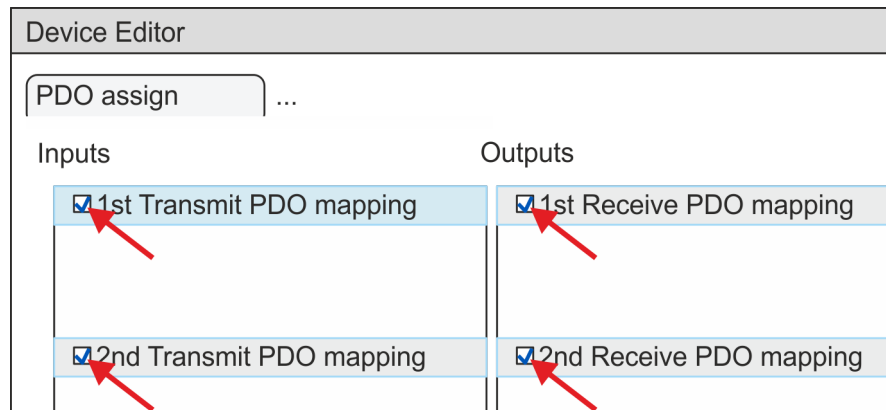 Device Editor
PDO assign ...
Inputs Outputs
1st Transmit PDO mapping 1st Receive PDO mapping
2nd Transmit PDO mapping 2nd Receive PDO mapping